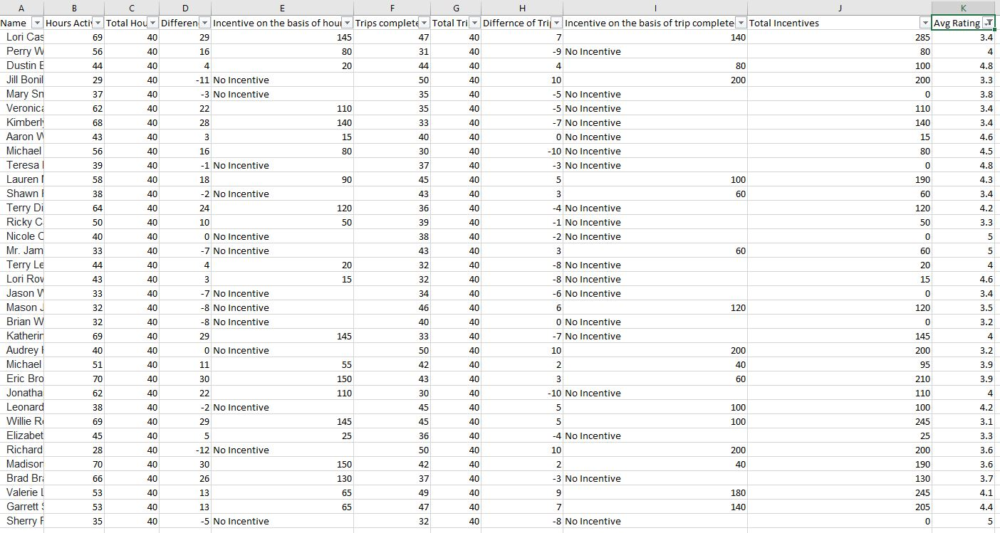 A B C D E F G H I J K
Name Hours Activ Total Hou Differen Incentive on the basis of hour Trips complete Total Tri Differnce of Trip Incentive on the basis of trip complete Total Incentives Avg Rating
Lori Cas 69 40 29 145 47 40 7 140 285 3.4
Perry W 56 40 16 80 31 40 -9 No Incentive 80 4
Dustin B 44 40 4 20 44 40 4 80 100 4.8
Jill Bonil 29 40 -11 No Incentive 50 40 10 200 200 3.3
Mary Sn 37 40 -3 No Incentive 35 40 -5 No Incentive 0 3.8
Veronica 62 40 22 110 35 40 -5 No Incentive 110 3.4
Kimberly 68 40 28 140 33 40 -7 No Incentive 140 3.4
Aaron W 43 40 3 15 40 40 0 No Incentive 15 4.6
Michael 56 40 16 80 30 40 -10 No Incentive 80 4.5
Teresa 39 40 -1 No Incentive 37 40 -3 No Incentive 0 4.8
Lauren 58 40 18 90 45 40 5 100 190 4.3
Shawn 38 40 -2 No Incentive 43 40 3 60 60 3.4
Terry Di 64 40 24 120 36 40 -4 No Incentive 120 4.2
Ricky C 50 40 10 50 39 40 -1 No Incentive 50 3.3
Nicole C 40 40 0 No Incentive 38 40 -2 No Incentive 0 5
Mr. Jam 33 40 -7 No Incentive 43 40 3 60 60 5
Terry Le 44 40 4 20 32 40 -8 No Incentive 20 4
Lori Row 43 40 3 15 32 40 -8 No Incentive 15 4.6
Jason W 33 40 -7 No Incentive 34 40 -6 No Incentive 0 3.4
Mason J 32 40 -8 No Incentive 46 40 6 120 120 3.5
Brian W 32 40 -8 No Incentive 40 40 0 No Incentive 0 3.2
Katherin 69 40 29 145 33 40 -7 No Incentive 145 4
Audrey 40 40 0 No Incentive 50 40 10 200 200 3.2
Michael 51 40 11 55 42 40 2 40 95 3.9
Eric Bro 70 40 30 150 43 40 3 60 210 3.9
Jonatha 62 40 22 110 30 40 -10 No Incentive 110 4
Leonard 38 40 -2 No Incentive 45 40 5 100 100 4.2
Willie Re 69 40 29 145 45 40 5 100 245 3.1
Elizabet 45 40 5 25 36 40 -4 No Incentive 25 3.3
Richard 28 40 -12 No Incentive 50 40 10 200 200 3.6
Madison 70 40 30 150 42 40 2 40 190 3.6
Brad Bra 66 40 26 130 37 40 -3 No Incentive 130 3.7
Valerie L 53 40 13 65 49 40 9 180 245 4.1
Garrett S 53 40 13 65 47 40 7 140 205 4.4
Sherry 35 40 -5 No Incentive 32 40 -8 No Incentive 0 5